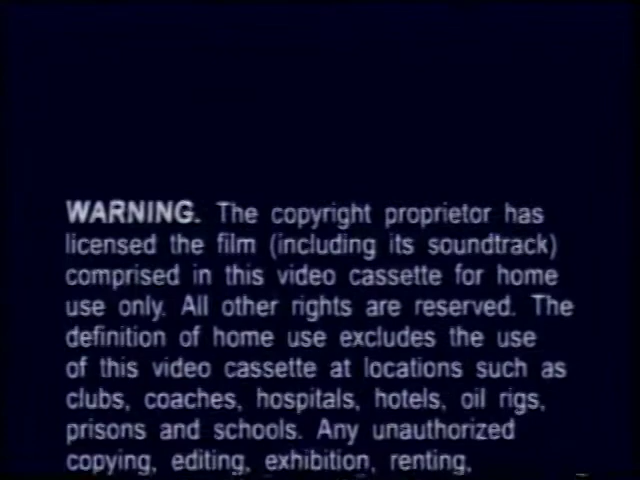 WARNING. The copyright proprietor has
licensed the film (including its soundtrack)
comprised in this video cassette for home
use only. All other rights are reserved. The
definition of home use excludes the use
of this video cassette at locations such as
clubs, coaches, hospitals, hotels, oil rigs,
prisons and schools. Any unauthorized
copying, editing, exhibition, renting,